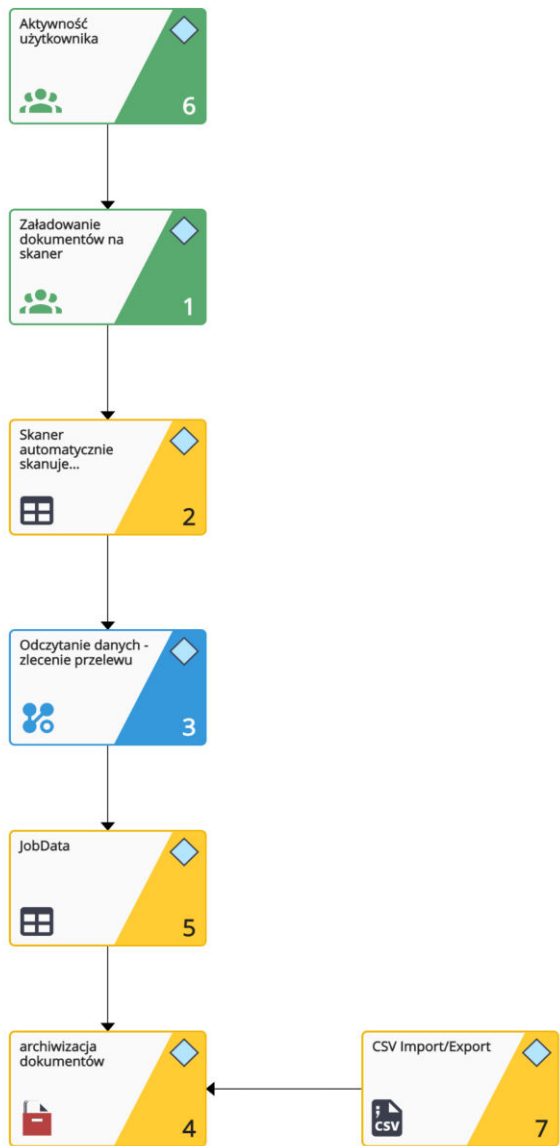 Aktywność
użytkownika
6
Załadowanie
dokumentów na
skaner
1
Skaner
automatycznie
skanuje...
2
Odczytanie danych -
zlecenie przelewu
3
JobData
5
archiwizacja
dokumentów
4
CSV Import/Export
;
CSV
7